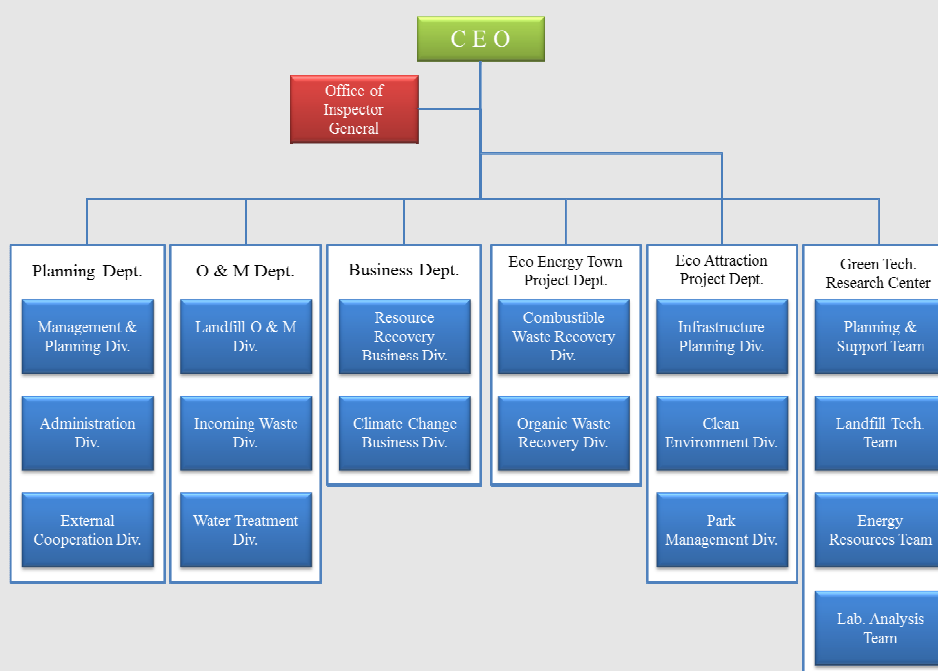 C E O
Office of
Inspector
General
Planning Dept.
Management &
Planning Div.
Administration
Div.
External
Cooperation Div.
O & M Dept.
Landfill O & M
Div.
Incoming Waste
Div.
Water Treatment
Div.
Business Dept.
Resource
Recovery
Business Div.
Climate Change
Business Div.
Eco Energy Town
Project Dept.
Combustible
Waste Recovery
Div.
Organic Waste
Recovery Div.
Eco Attraction
Project Dept.
Infrastructure
Planning Div.
Clean
Environment Div.
Park
Management Div.
Green Tech.
Research Center
Planning &
Support Team
Landfill Tech.
Team
Energy
Resources Team
Lab. Analysis
Team